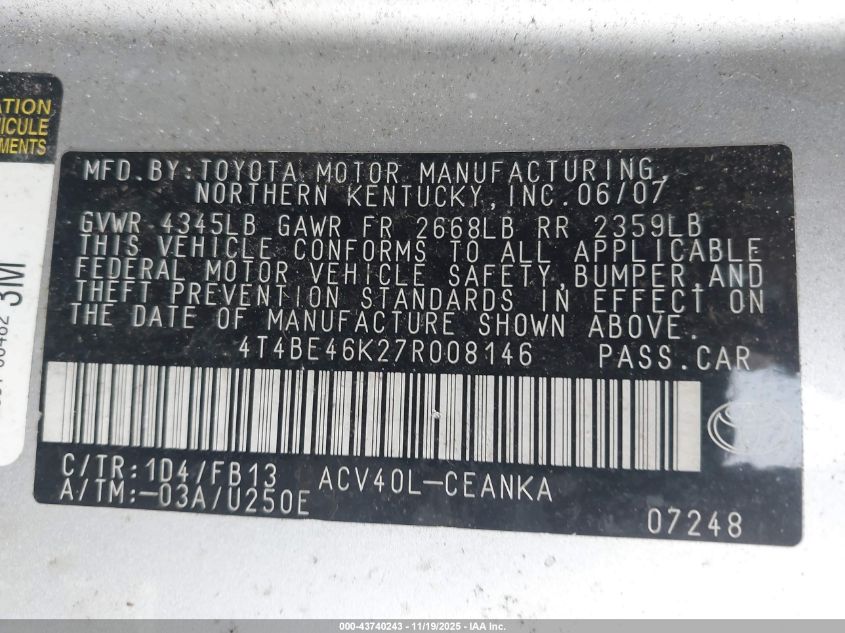 ATION
HICULE
MENTS
3M
MFD.BY:TOYOTA MOTOR MANUFACTURING,
NORTHERN KENTUCKY,INC.06/07
GVWR 4345LB GAWR FR 2668LB RR 2359LB
THIS VEHICLE CONFORMS TO ALL APPLICABLE
FEDERAL MOTOR VEHICLE SAFETY,BUMPER,AND
THEFT PREVENTION STANDARDS IN EFFECT ON
THE DATE OF MANUFACTURE SHOWN ABOVE.
4T4BE46K27R008146 PASS.CAR
C/TR:1D4/FB13 ACV40L-CEANKA
A/TM:-03A/U250E
07248
000-43740243 - 11/19/2025 - IAA Inc.